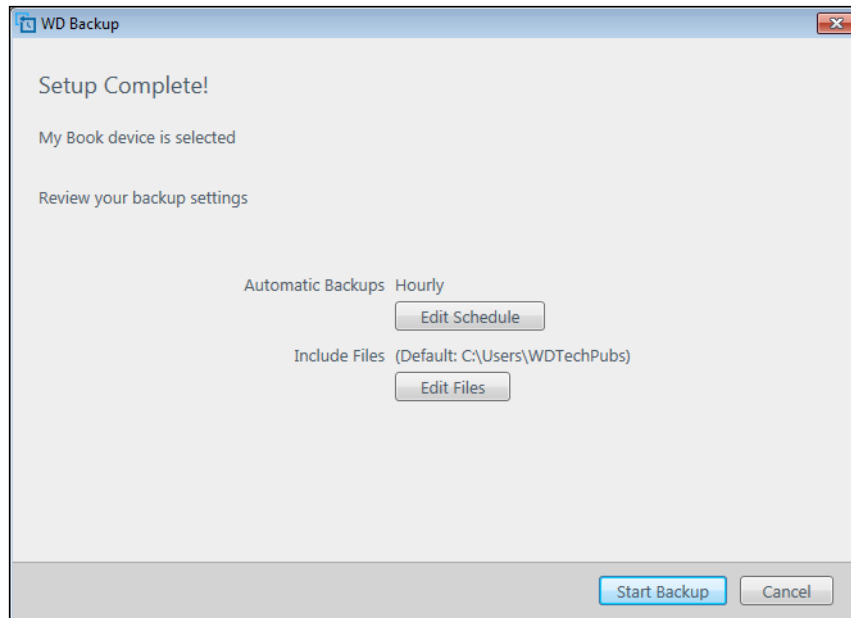 WD Backup
Setup Complete!
My Book device is selected
Review your backup settings
Automatic Backups Hourly
Edit Schedule
Include Files (Default: C:\Users\WDTechPubs)
Edit Files
Start Backup Cancel